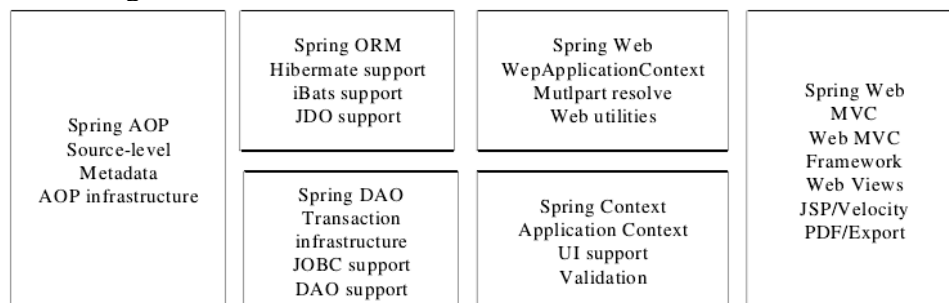 Spring AOP
Source-level
Metadata
AOP infrastructure
Spring ORM
Hibermate support
iBats support
JDO support
Spring DAO
Transaction
infrastructure
JOBC support
DAO support
Spring Web
WepApplicationContext
Mutlpart resolve
Web utilities
Spring Context
Application Context
UI support
Validation
Spring Web
MVC
Web MVC
Framework
Web Views
JSP/Velocity
PDF/Export